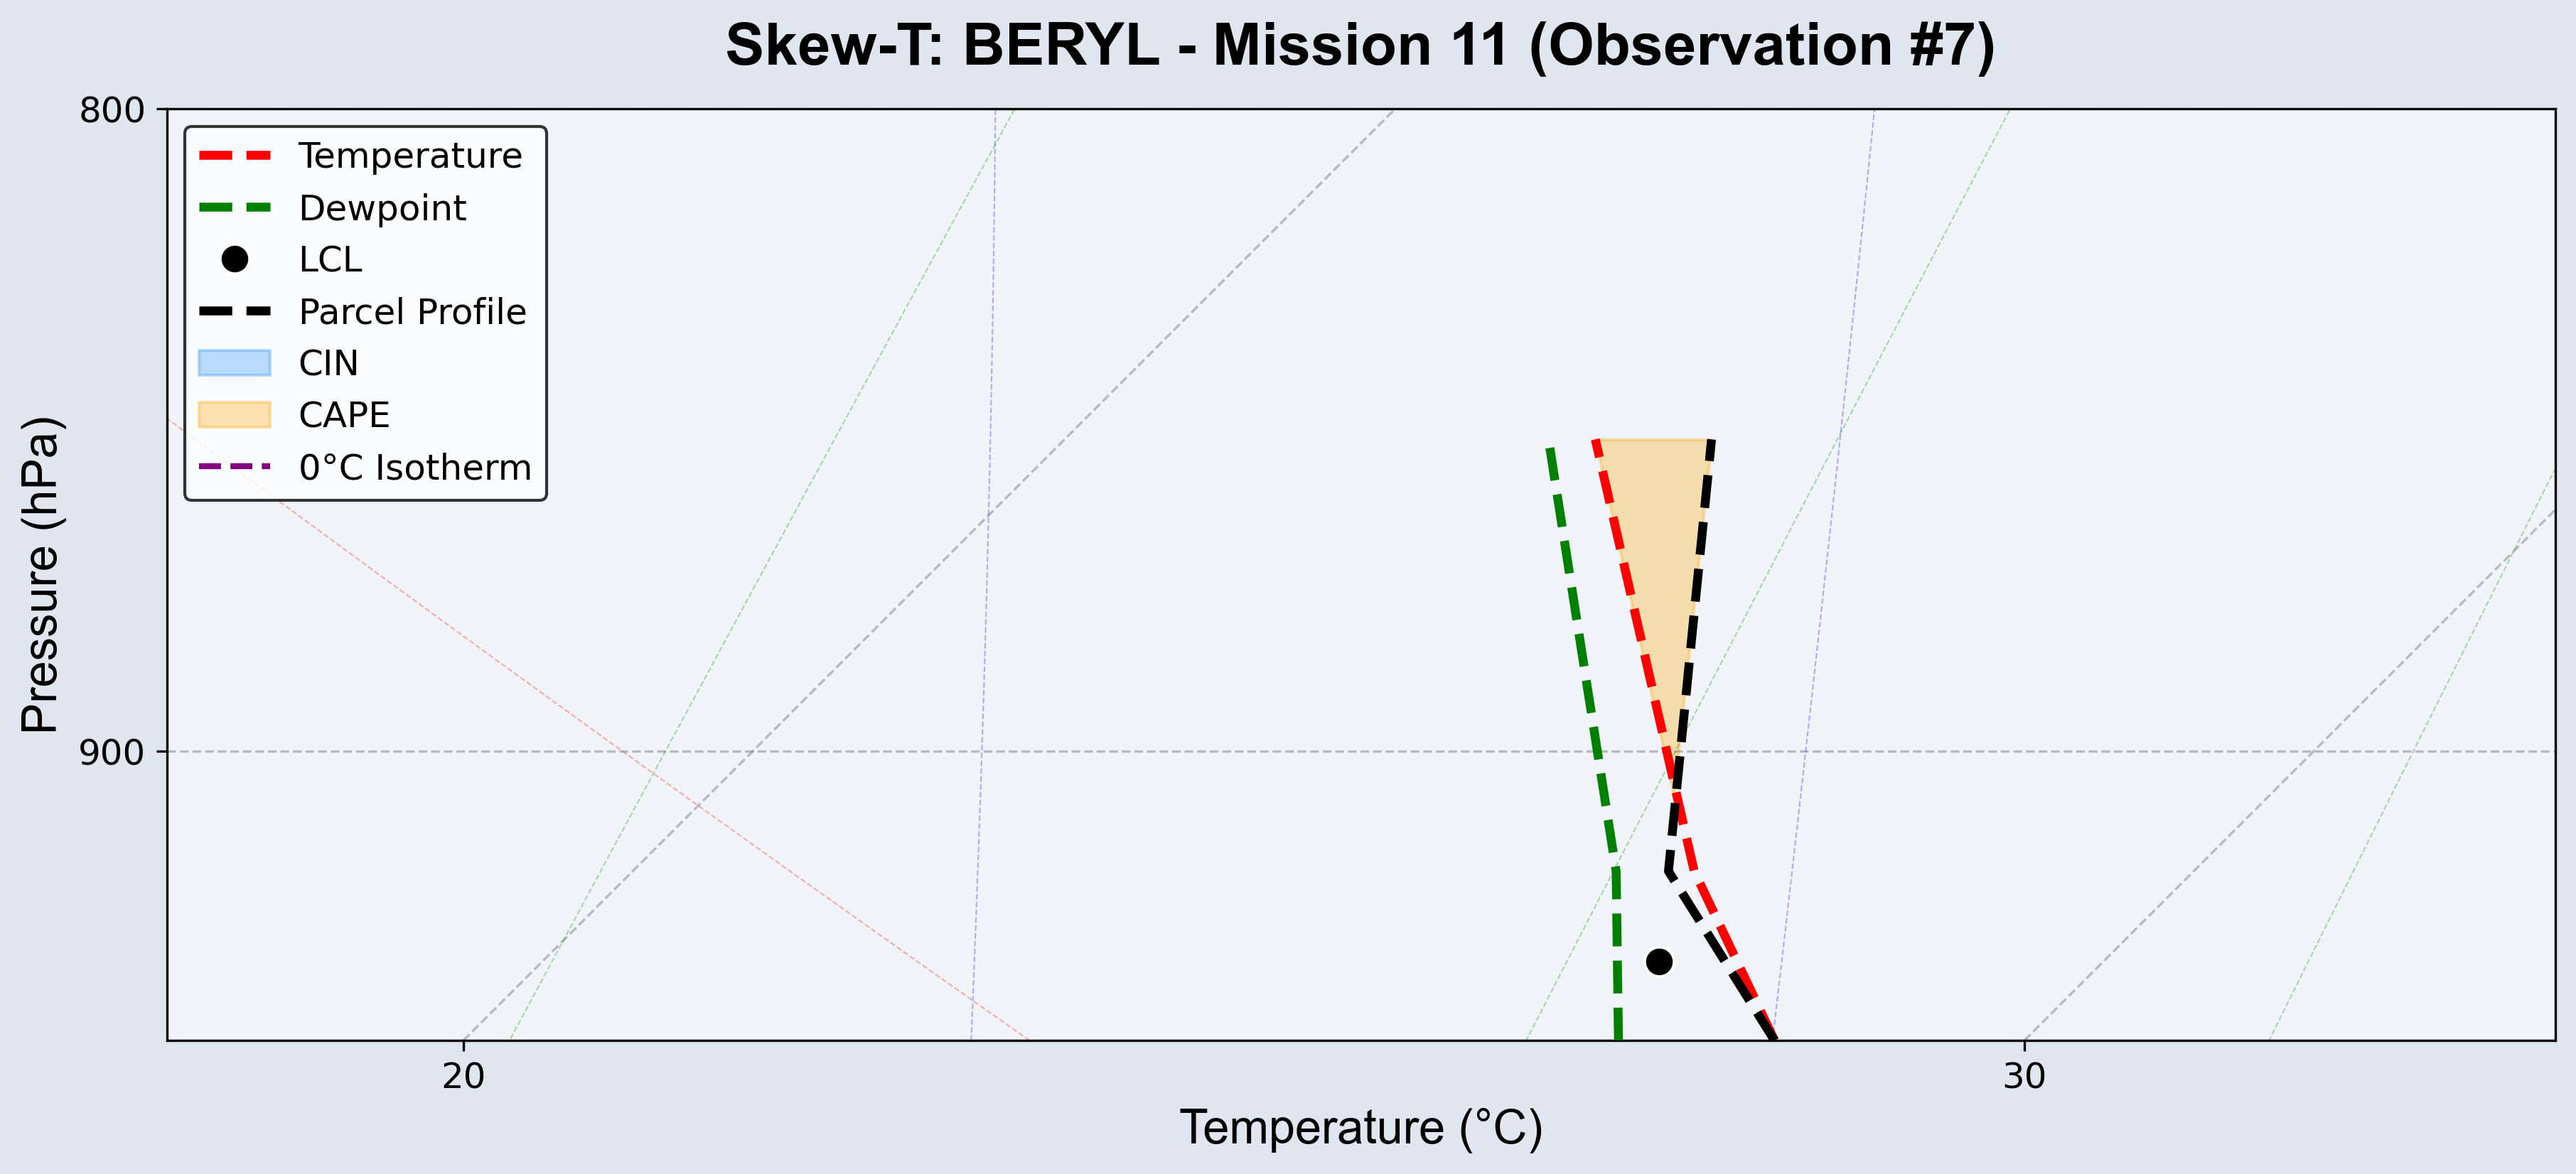 Skew-T: BERYL - Mission 11 (Observation #7)
800
Temperature
Dewpoint
LCL
Parcel Profile
CIN
CAPE
0°C Isotherm
Pressure (hPa)
900
20
30
Temperature (°C)